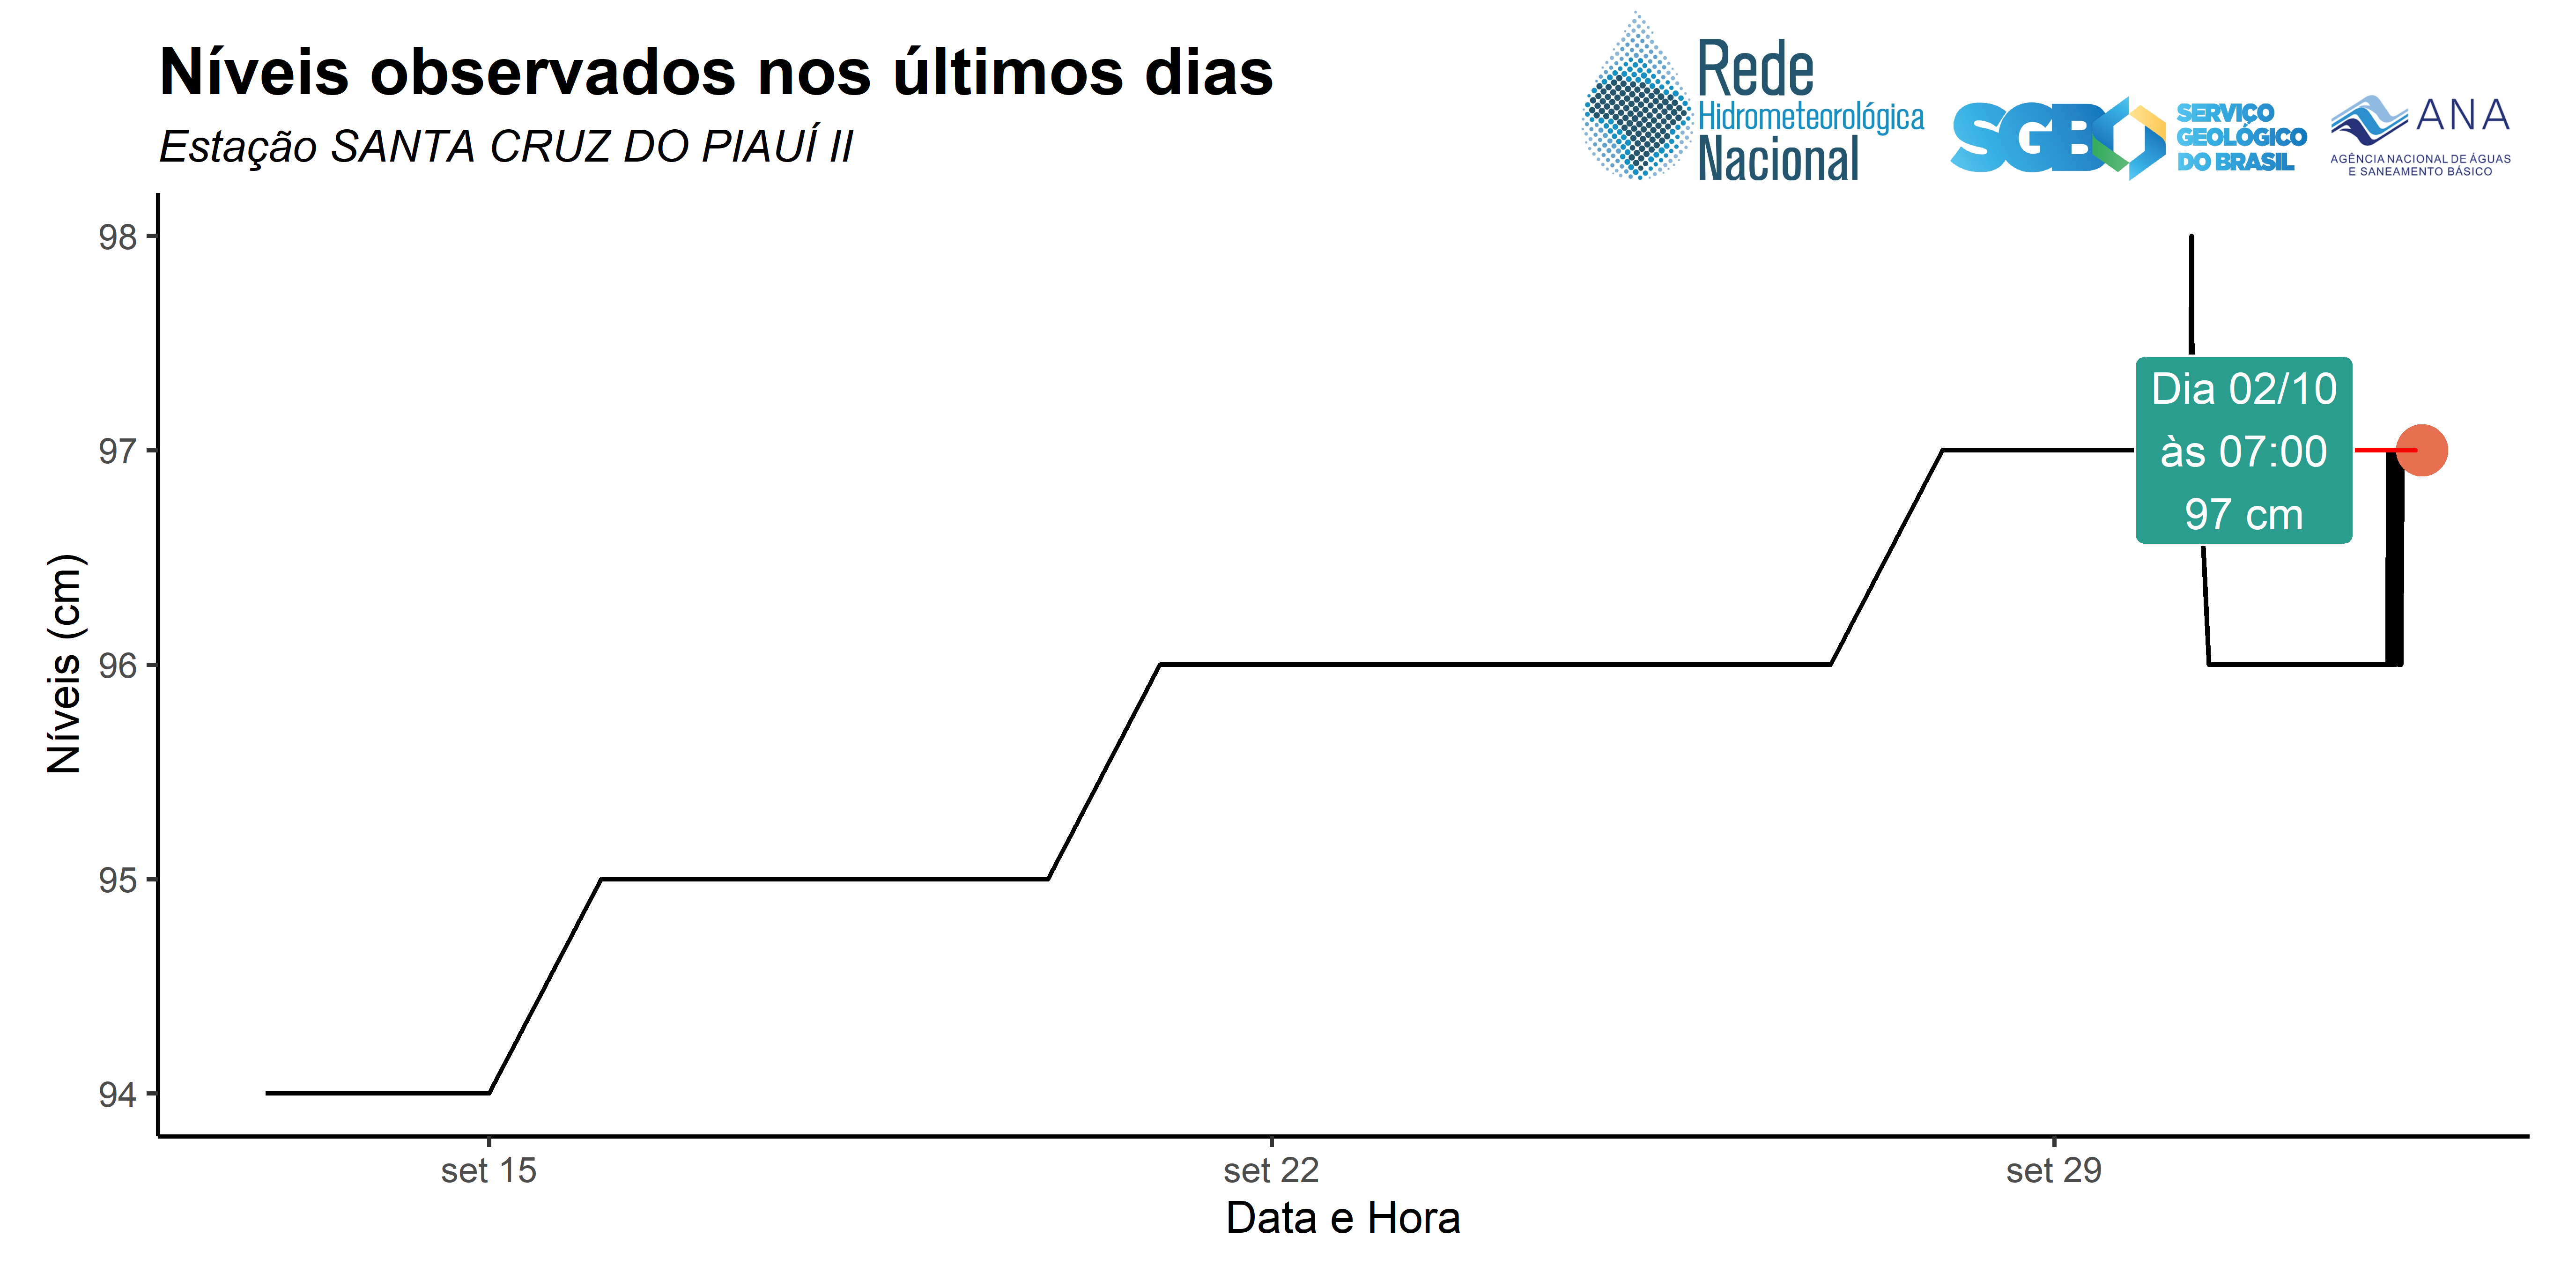 Níveis observados nos últimos dias
Estação SANTA CRUZ DO PIAUÍ II
Rede
Hidrometeorológica
Nacional
SGB
SERVIÇO
GEOLÓGICO
DO BRASIL
ANA
AGÊNCIA NACIONAL DE ÁGUAS
E SANEAMENTO BÁSICO
98
97
96
95
94
Níveis (cm)
Dia 02/10
às 07:00
97 cm
set 15
set 22
set 29
Data e Hora